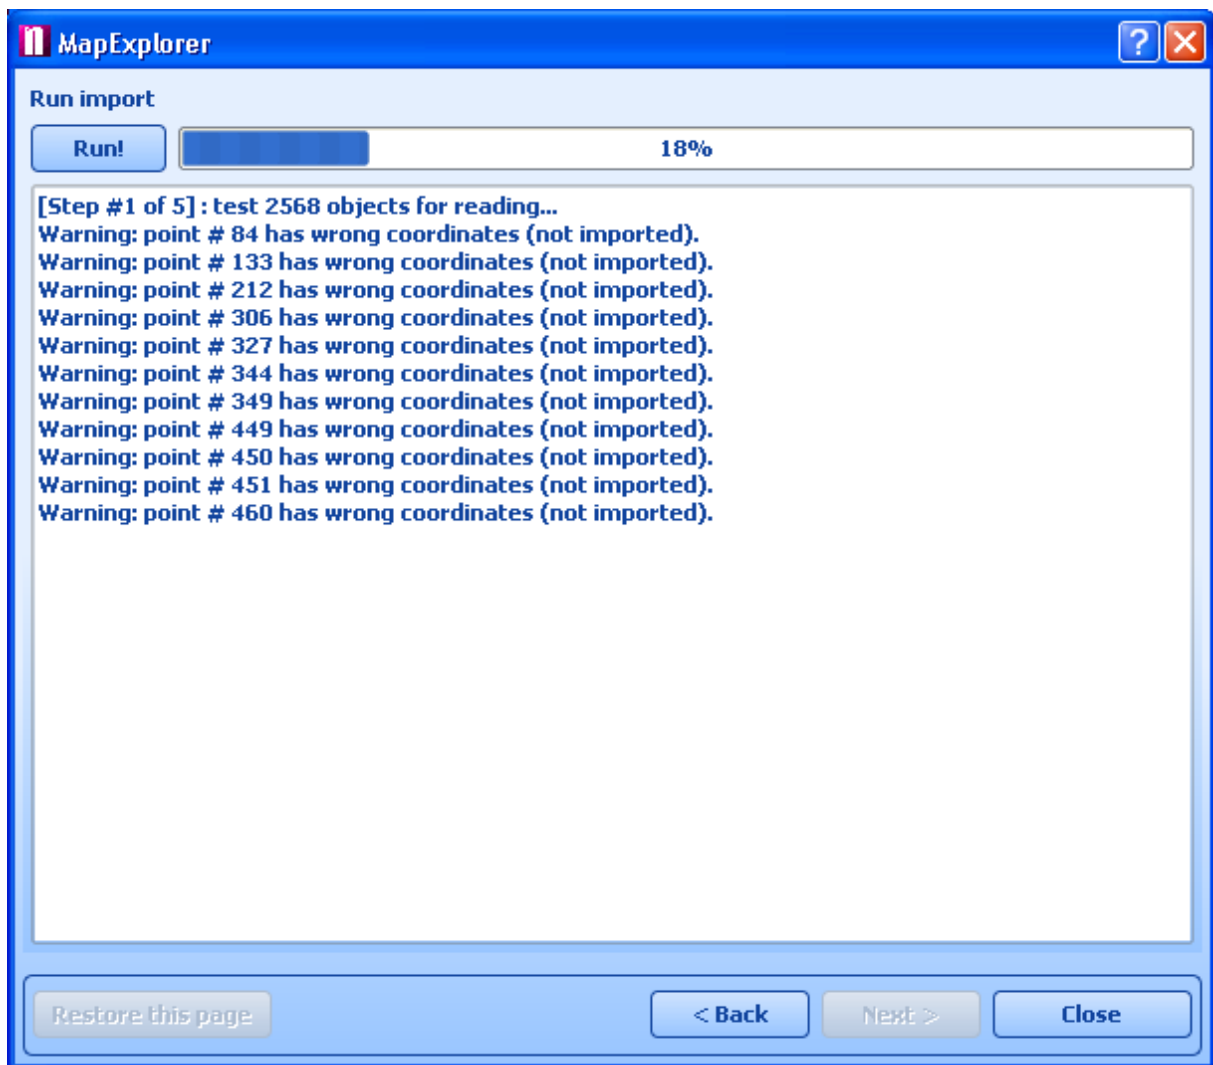 MapExplorer
Run import
Run!
18%
[Step #1 of 5] : test 2568 objects for reading...
Warning: point # 84 has wrong coordinates (not imported).
Warning: point # 133 has wrong coordinates (not imported).
Warning: point # 212 has wrong coordinates (not imported).
Warning: point # 306 has wrong coordinates (not imported).
Warning: point # 327 has wrong coordinates (not imported).
Warning: point # 344 has wrong coordinates (not imported).
Warning: point # 349 has wrong coordinates (not imported).
Warning: point # 449 has wrong coordinates (not imported).
Warning: point # 450 has wrong coordinates (not imported).
Warning: point # 451 has wrong coordinates (not imported).
Warning: point # 460 has wrong coordinates (not imported).
Restore this page
< Back
Next >
Close